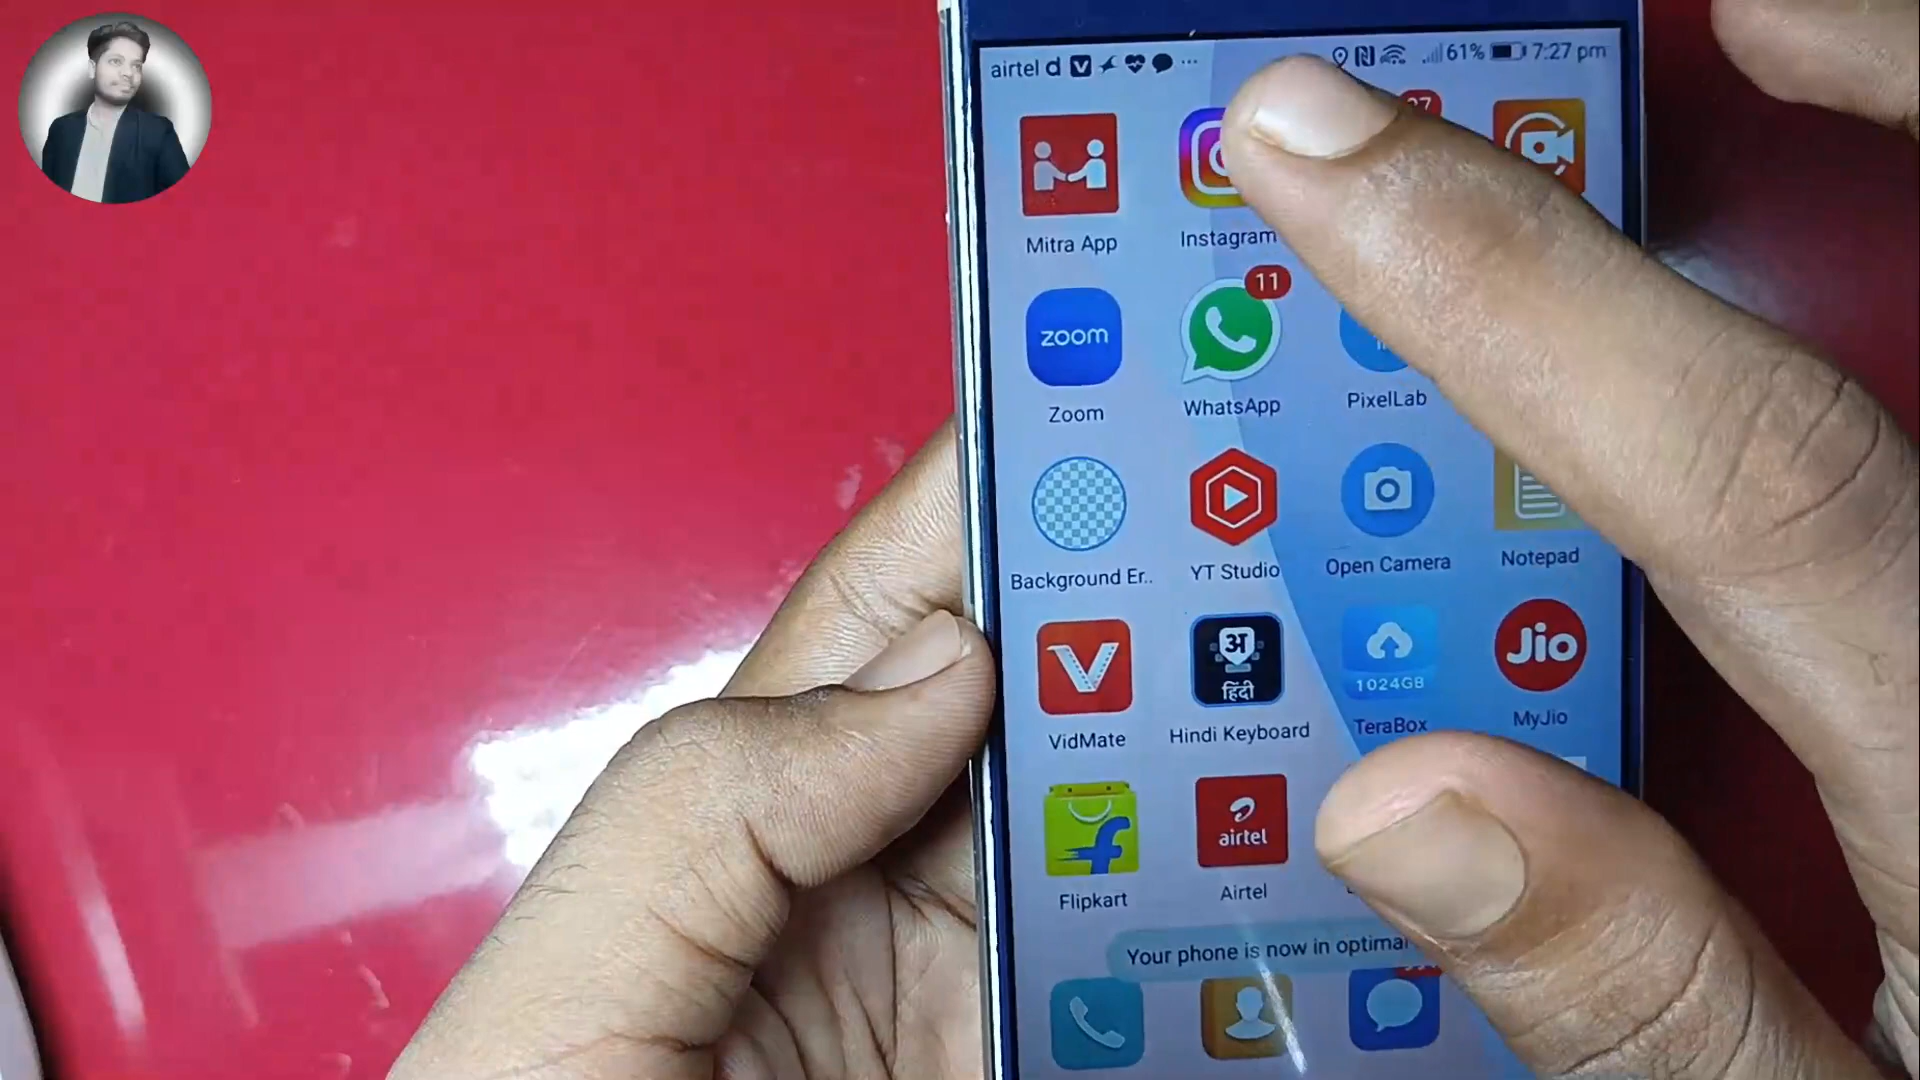 airtel 61% 7:27 pm
Mitra App
Instagram
zoom
Zoom
11
WhatsApp
PixelLab
Background Er..
YT Studio
Open Camera
Notepad
VidMate
अ
हिंदी
Hindi Keyboard
1024GB
TeraBox
Jio
MyJio
Flipkart
airtel
Airtel
Your phone is now in optimal